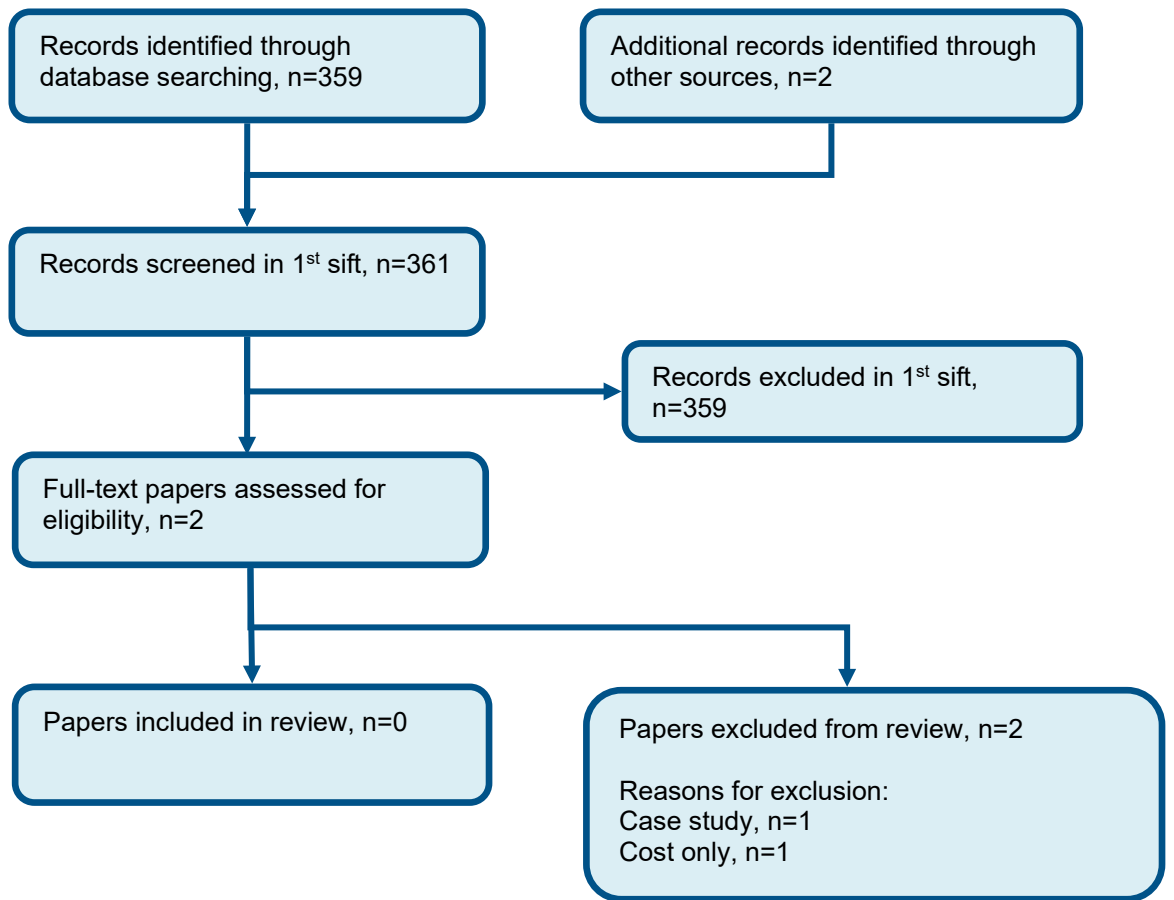 Records identified through
database searching, n=359
Additional records identified through
other sources, n=2
Records screened in 1st sift, n=361
Records excluded in 1st sift,
n=359
Full-text papers assessed for
eligibility, n=2
Papers included in review, n=0
Papers excluded from review, n=2
Reasons for exclusion:
Case study, n=1
Cost only, n=1